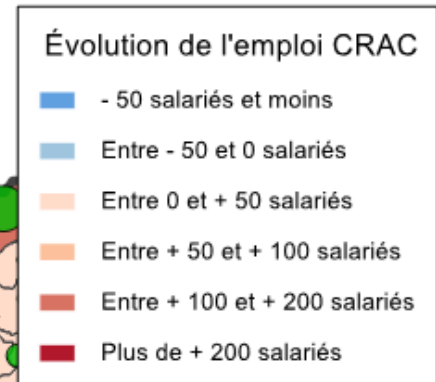 Évolution de l'emploi CRAC
- 50 salariés et moins
Entre - 50 et 0 salariés
Entre 0 et + 50 salariés
Entre + 50 et + 100 salariés
Entre + 100 et + 200 salariés
Plus de + 200 salariés